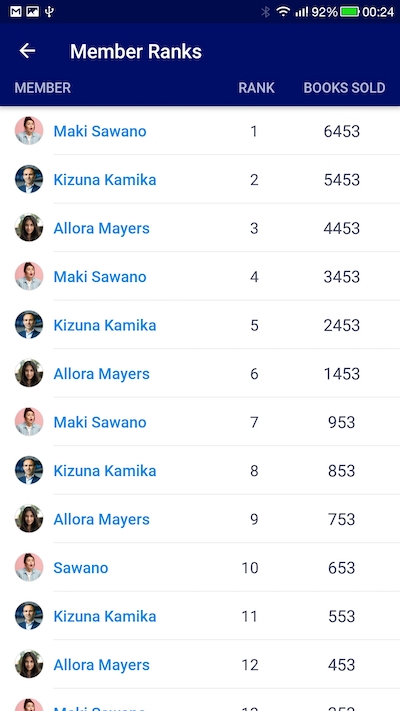 92% 00:24
Member Ranks
MEMBER RANK BOOKS SOLD
Maki Sawano 1 6453
Kizuna Kamika 2 5453
Allora Mayers 3 4453
Maki Sawano 4 3453
Kizuna Kamika 5 2453
Allora Mayers 6 1453
Maki Sawano 7 953
Kizuna Kamika 8 853
Allora Mayers 9 753
Sawano 10 653
Kizuna Kamika 11 553
Allora Mayers 12 453